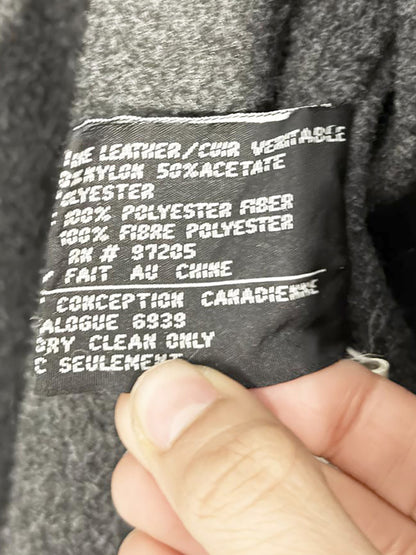 LEATHER/CUIR VERITABLE
NYLON 50%ACETATE
POLYESTER
100% POLYESTER FIBER
100% FIBRE POLYESTER
RN # 97205
FAIT AU CHINE
CONCEPTION CANADIENNE
ALOGUE 6939
DRY CLEAN ONLY
C SEULEMENT